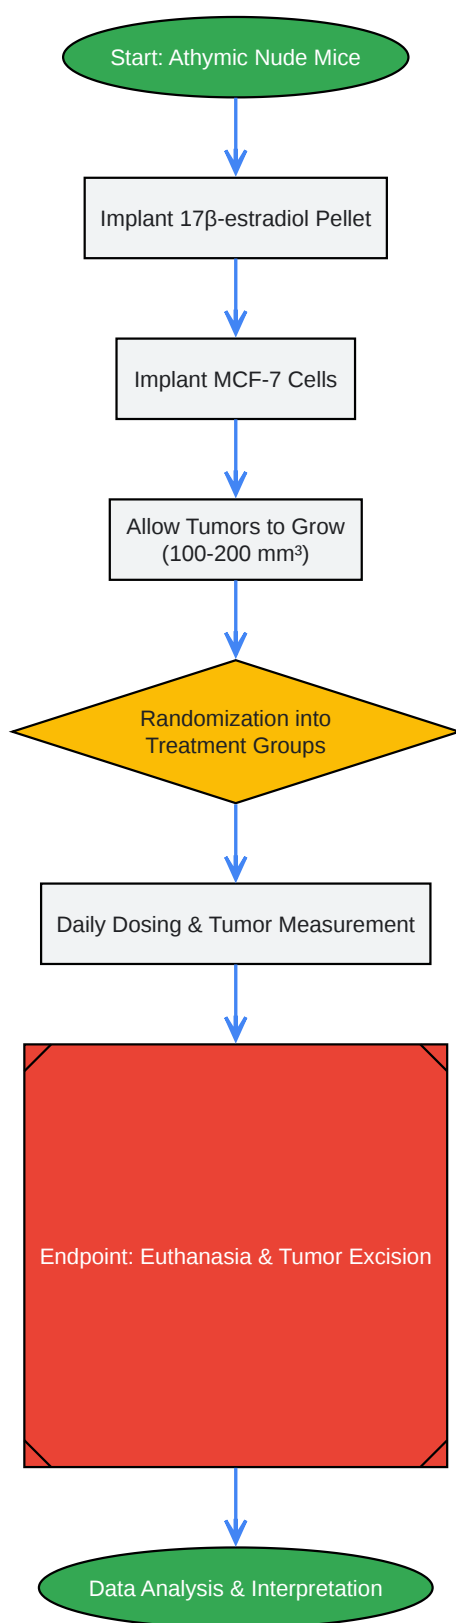 Start: Athymic Nude Mice
Implant 17β-estradiol Pellet
Implant MCF-7 Cells
Allow Tumors to Grow
(100-200 mm³)
Randomization into
Treatment Groups
Daily Dosing & Tumor Measurement
Endpoint: Euthanasia & Tumor Excision
Data Analysis & Interpretation